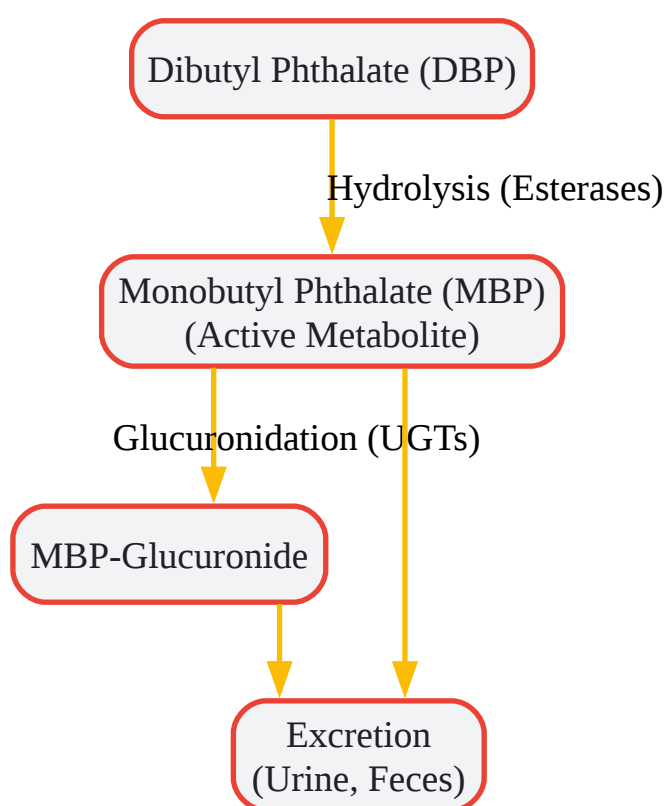 Dibutyl Phthalate (DBP)
Hydrolysis (Esterases)
Monobutyl Phthalate (MBP)
(Active Metabolite)
Glucuronidation (UGTs)
MBP-Glucuronide
Excretion
(Urine, Feces)